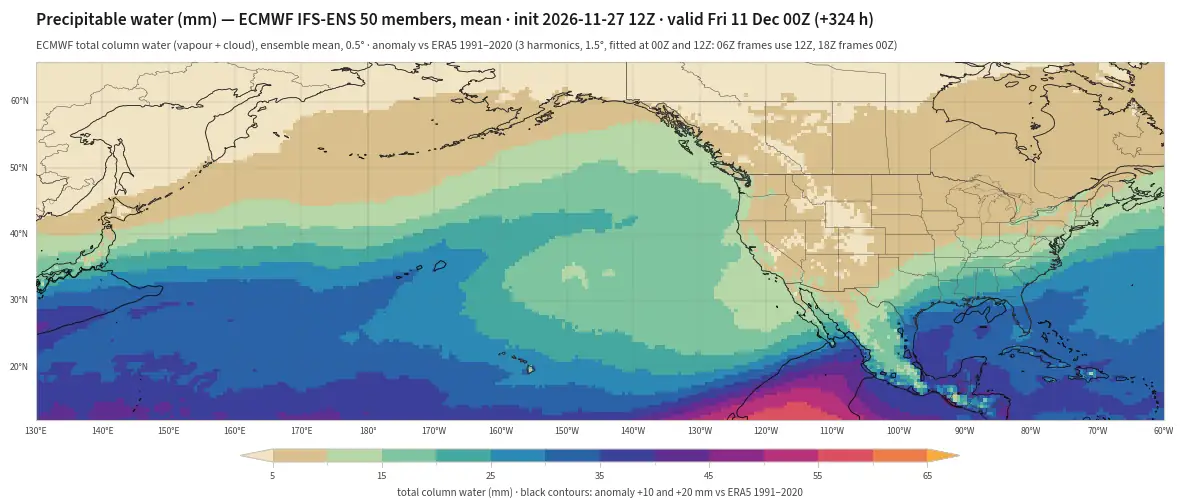 Precipitable water (mm) — ECMWF IFS-ENS 50 members, mean · init 2026-11-27 12Z · valid Fri 11 Dec 00Z (+324 h)
ECMWF total column water (vapour + cloud), ensemble mean, 0.5° · anomaly vs ERA5 1991–2020 (3 harmonics, 1.5°, fitted at 00Z and 12Z: 06Z frames use 12Z, 18Z frames 00Z)
60°N
50°N
40°N
30°N
20°N
130°E 140°E 150°E 160°E 170°E 180° 170°W 160°W 150°W 140°W 130°W 120°W 110°W 100°W 90°W 80°W 70°W 60°W
5 15 25 35 45 55 65
total column water (mm) · black contours: anomaly +10 and +20 mm vs ERA5 1991–2020